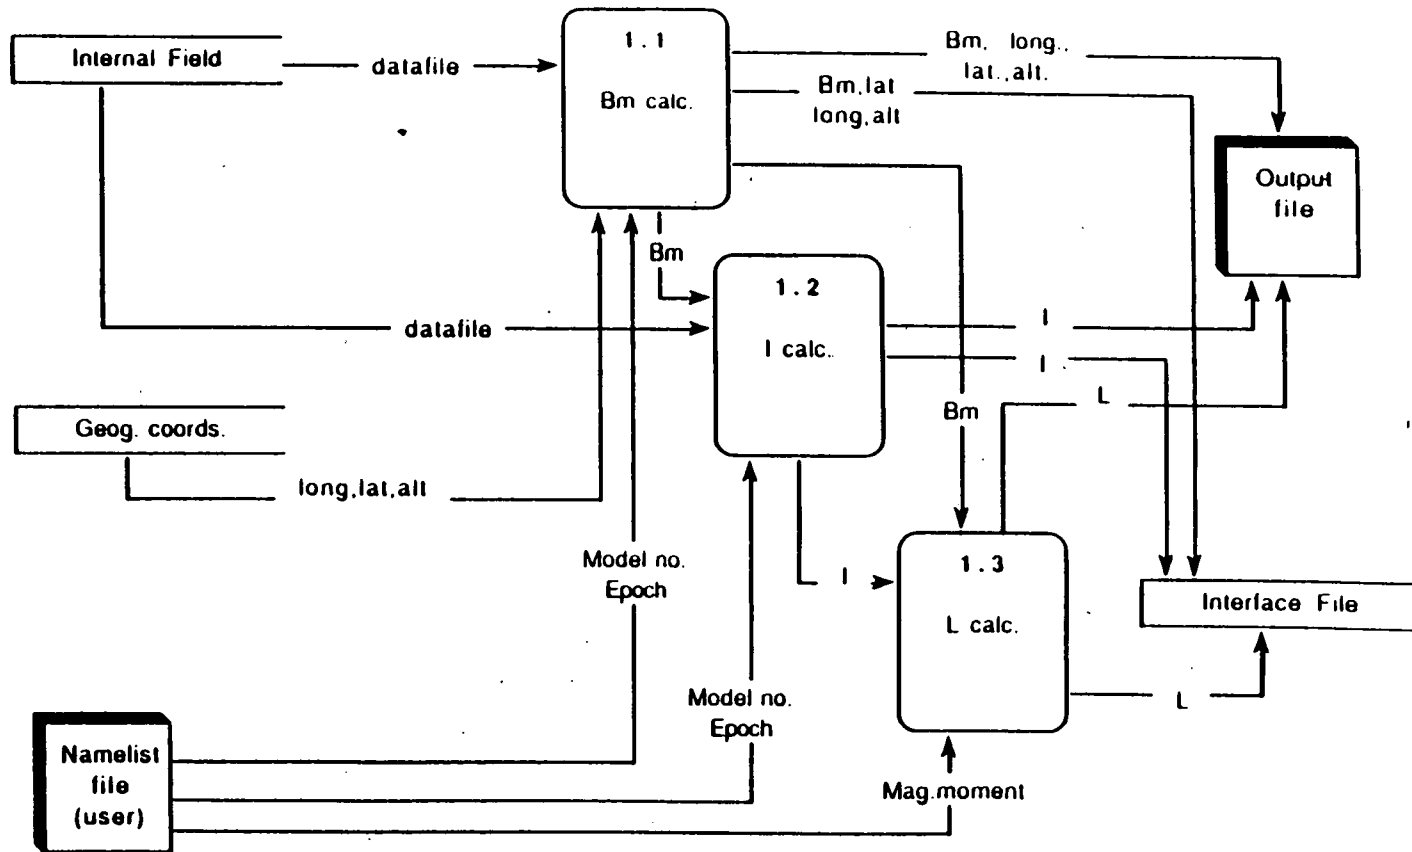 Internal Field
datafile
1.1
Bm calc.
Bm, long..
lat.,alt.
Bm,lat
long,alt
Output
file
Bm
1.2
I calc..
datafile
I
I
L
Bm
Geog. coords.
long,lat,alt
Model no.
Epoch
I
1.3
L calc.
Interface File
L
Model no.
Epoch
Namelist
file
(user)
Mag.moment